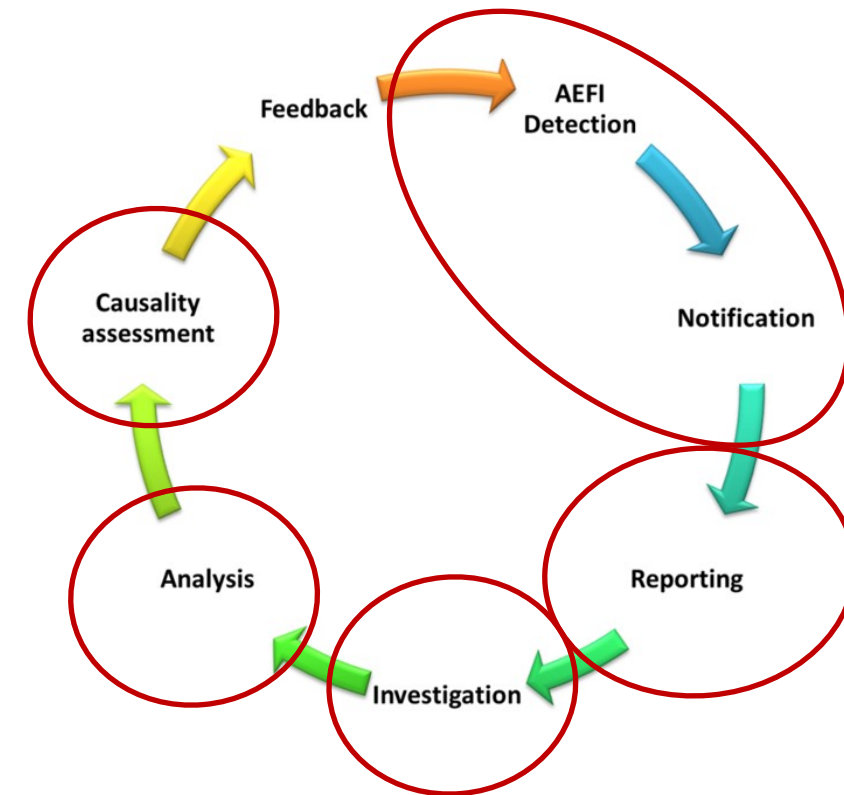 Feedback
AEFI
Detection
Notification
Reporting
Investigation
Analysis
Causality
assessment